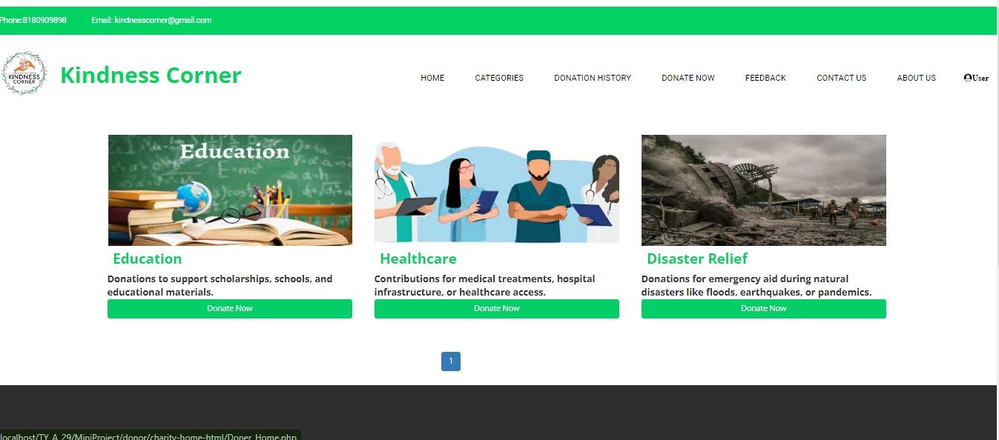 Phone:8180909898 Email: kindnesscorner@gmail.com
KINDNESS
CORNER
Kindness Corner
HOME CATEGORIES DONATION HISTORY DONATE NOW FEEDBACK CONTACT US ABOUT US User
Education
E=mc²
Education
Healthcare
Disaster Relief
Donations to support scholarships, schools, and
educational materials.
Contributions for medical treatments, hospital
infrastructure, or healthcare access.
Donations for emergency aid during natural
disasters like floods, earthquakes, or pandemics.
Donate Now
Donate Now
Donate Now
1
localhost/TY_A_29/MiniProject/donor/charity-home-html/Doner_Home.php